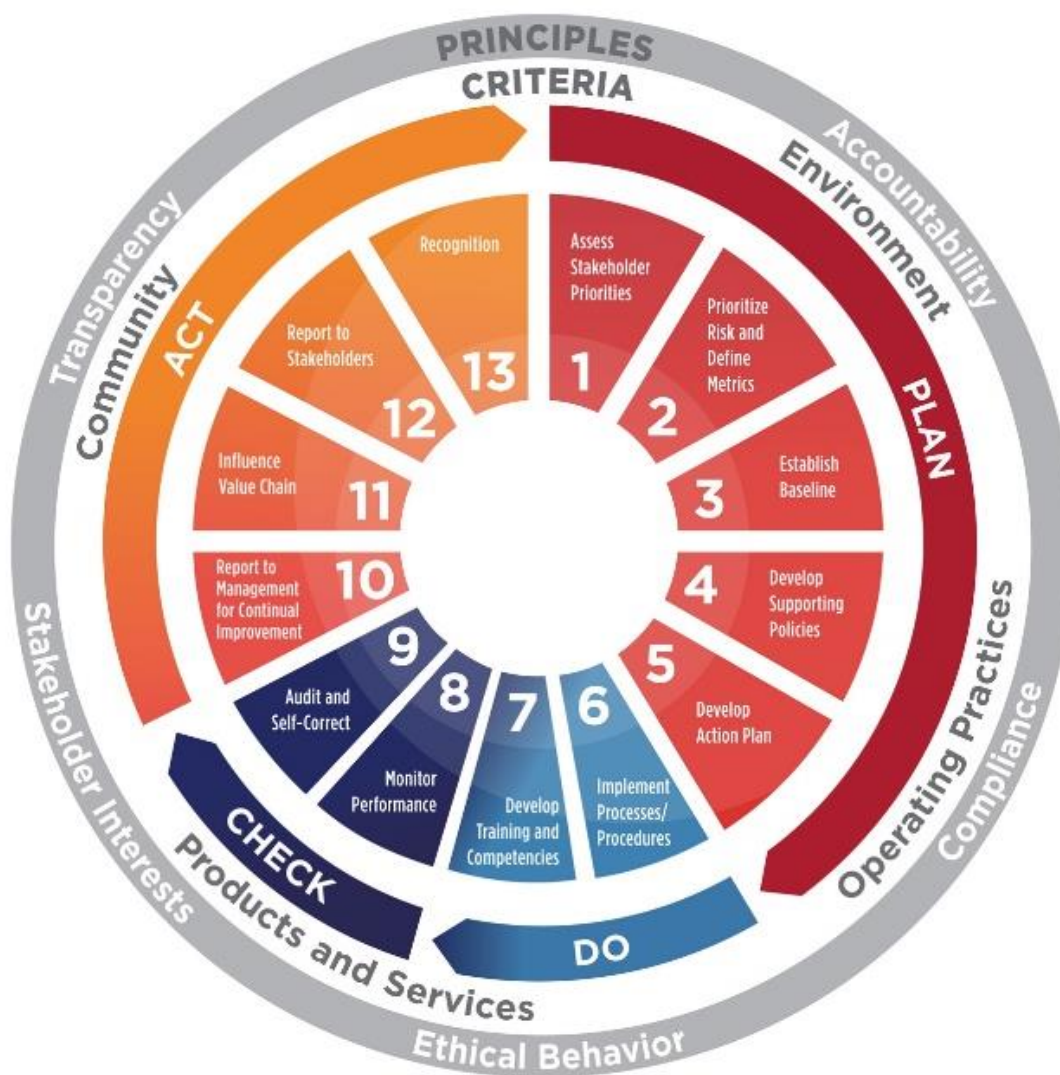 PRINCIPLES
CRITERIA
Environment
Accountability
Operating Practices
Compliance
Products and Services
Ethical Behavior
Stakeholder Interests
Community
Transparency
PLAN
DO
CHECK
ACT
Assess
Stakeholder
Priorities
1
Prioritize
Risk and
Define
Metrics
2
Establish
Baseline
3
Develop
Supporting
Policies
4
Develop
Action Plan
5
Implement
Processes/
Procedures
6
Develop
Training and
Competencies
7
Monitor
Performance
8
Audit and
Self-Correct
9
Report to
Management
for Continual
Improvement
10
Influence
Value Chain
11
Report to
Stakeholders
12
Recognition
13